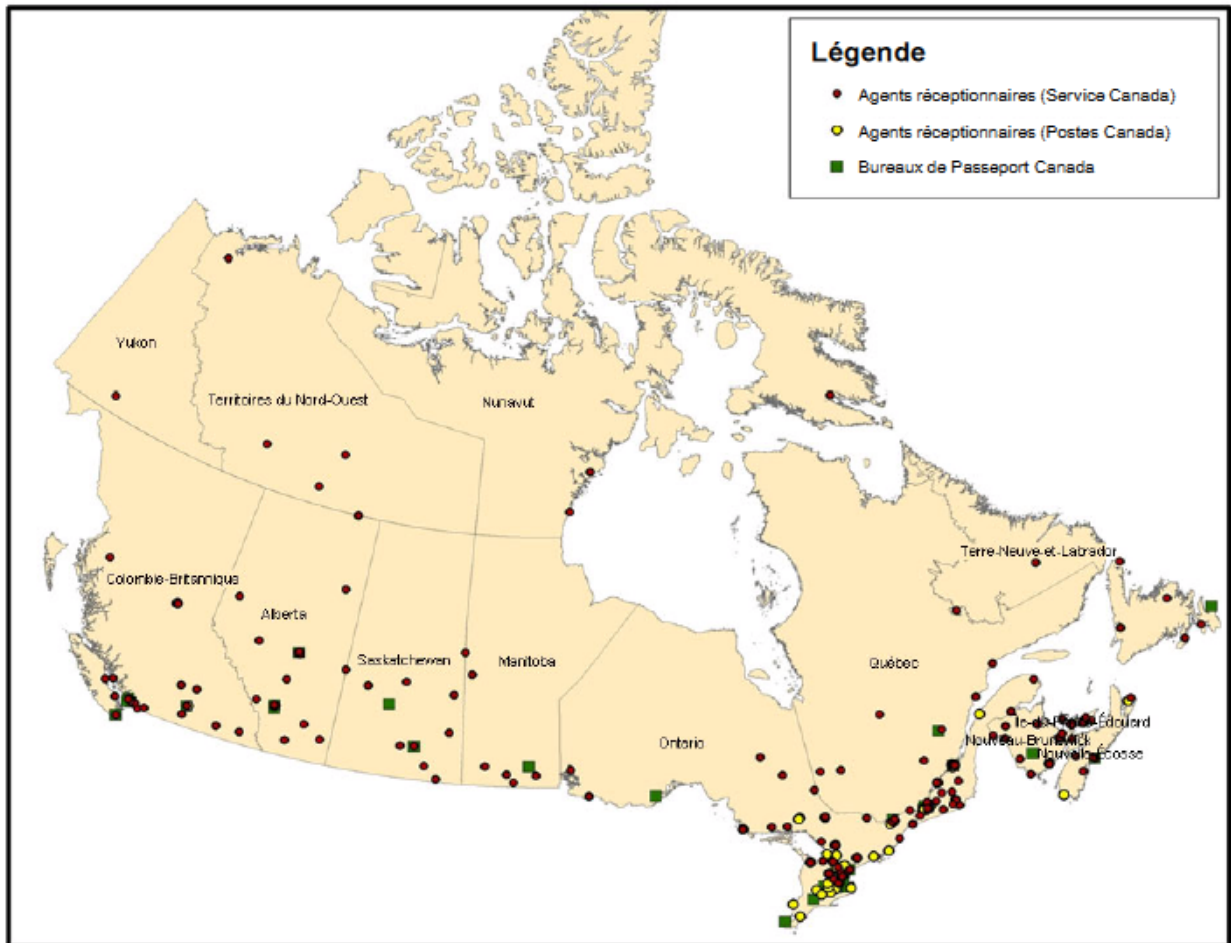 Légende
Agents réceptionnaires (Service Canada)
Agents réceptionnaires (Postes Canada)
Bureaux de Passeport Canada
Yukon
Territoires du Nord-Ouest
Nunavut
Terre-Neuve-et-Labrador
Colombie-Britannique
Alberta
Saskatchewan
Manitoba
Québec
Ontario
Ile-du-Prince-Édouard
Nouveau-Brunswick
Nouvelle-Écosse